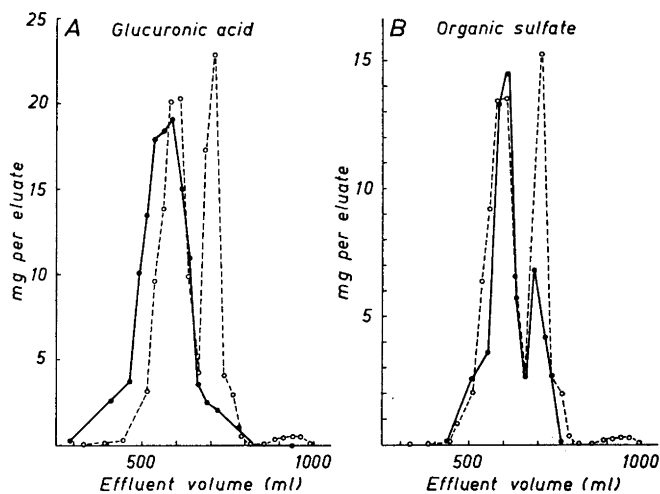 A Glucuronic acid
25
20
15
10
5
mg per eluate
500
1000
Effluent volume (ml)
B Organic sulfate
15
10
5
mg per eluate
500
1000
Effluent volume (ml)